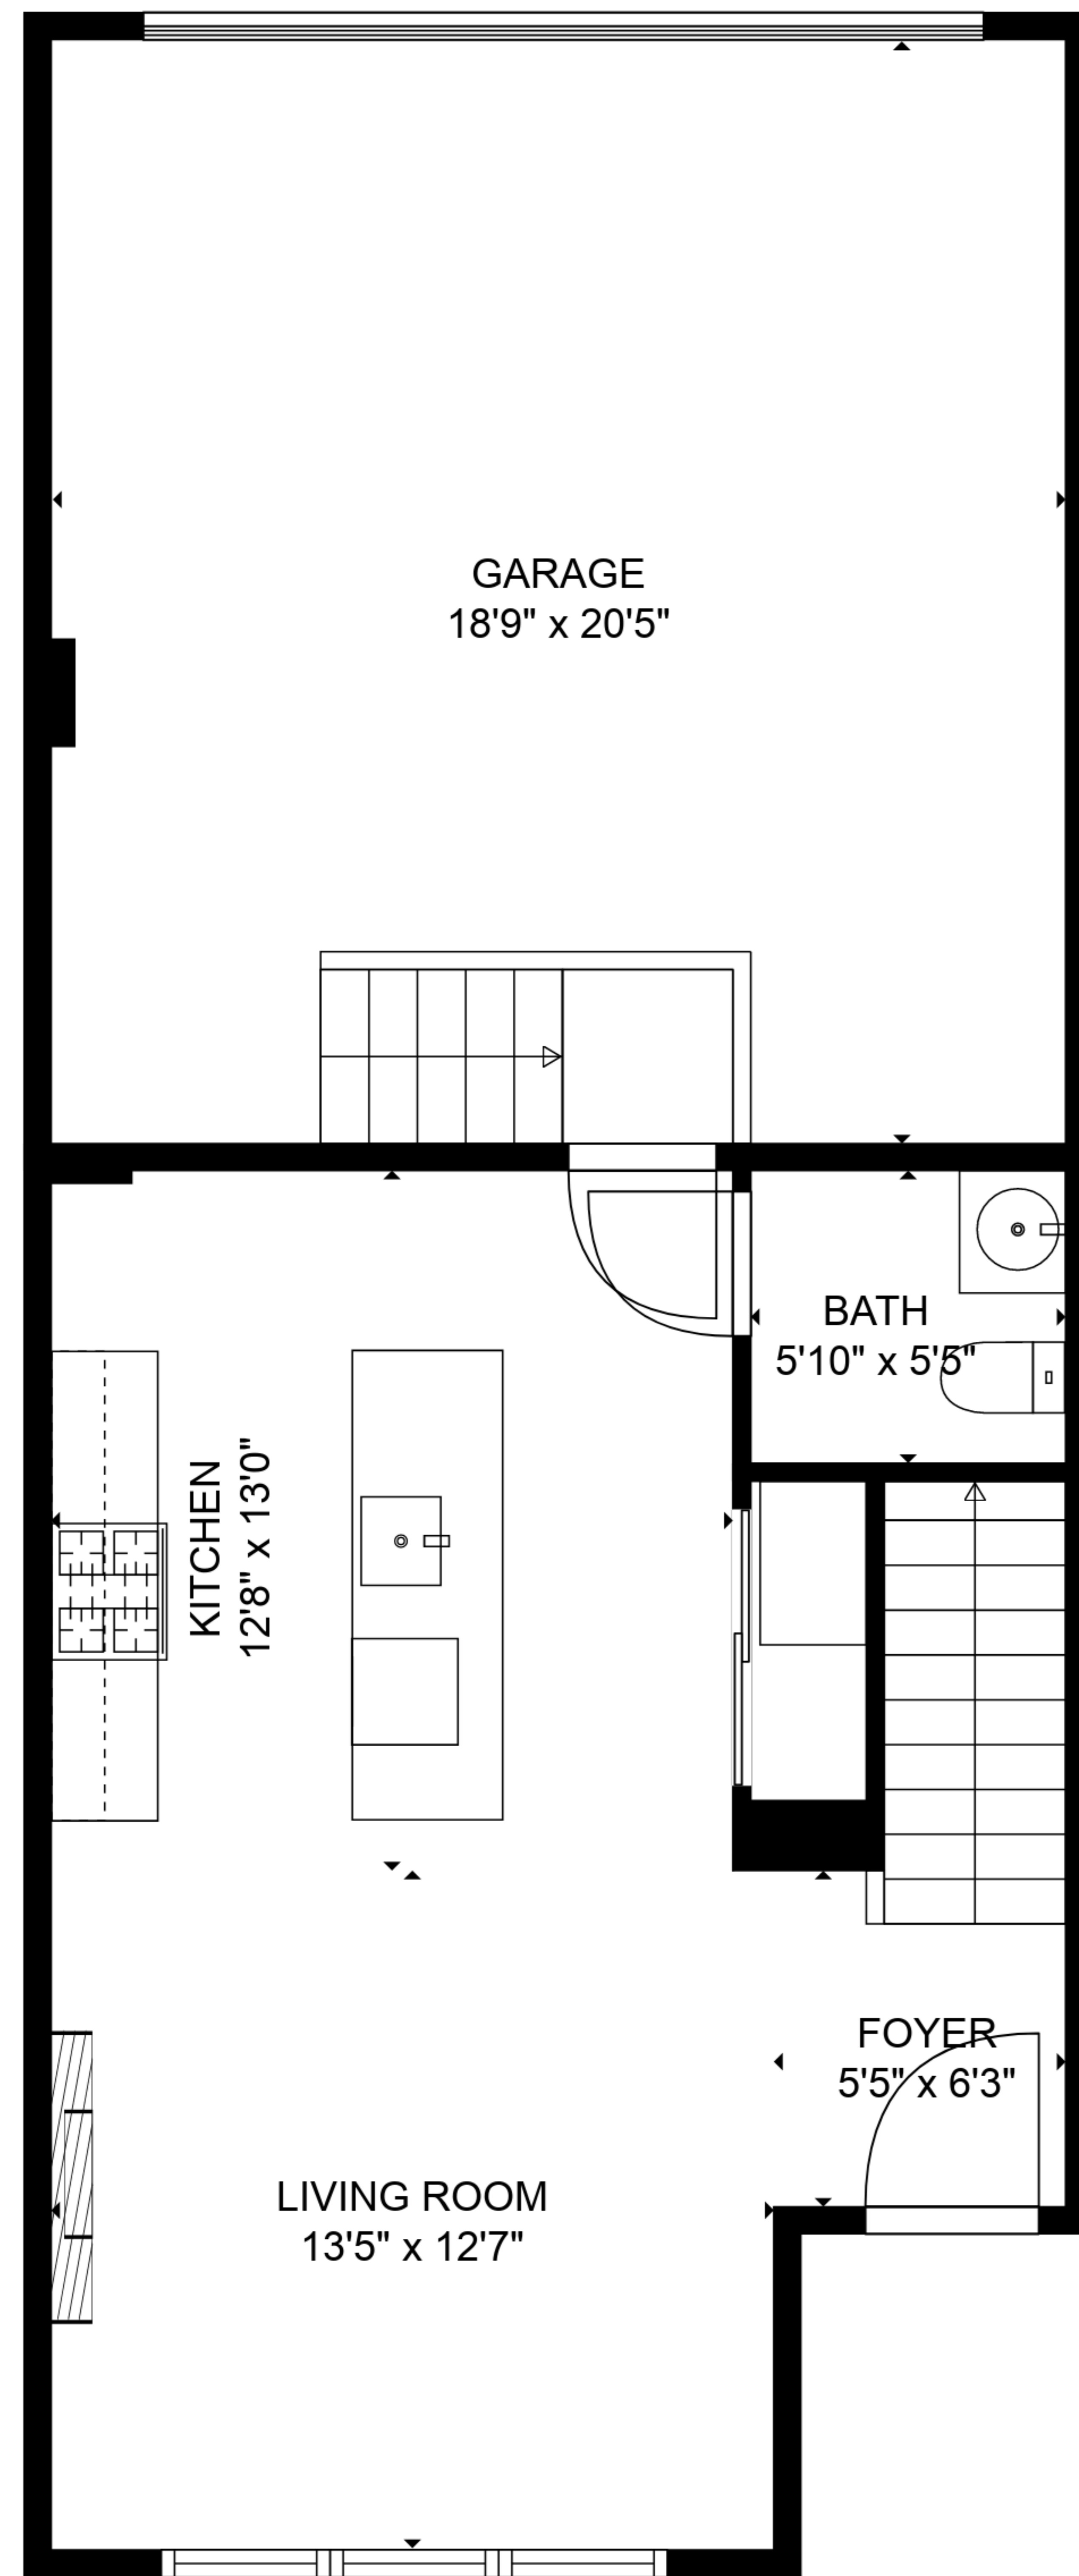 GARAGE
18'9" x 20'5"
BATH
5'10" x 5'5"
KITCHEN
12'8" x 13'0"
FOYER
5'5" x 6'3"
LIVING ROOM
13'5" x 12'7"